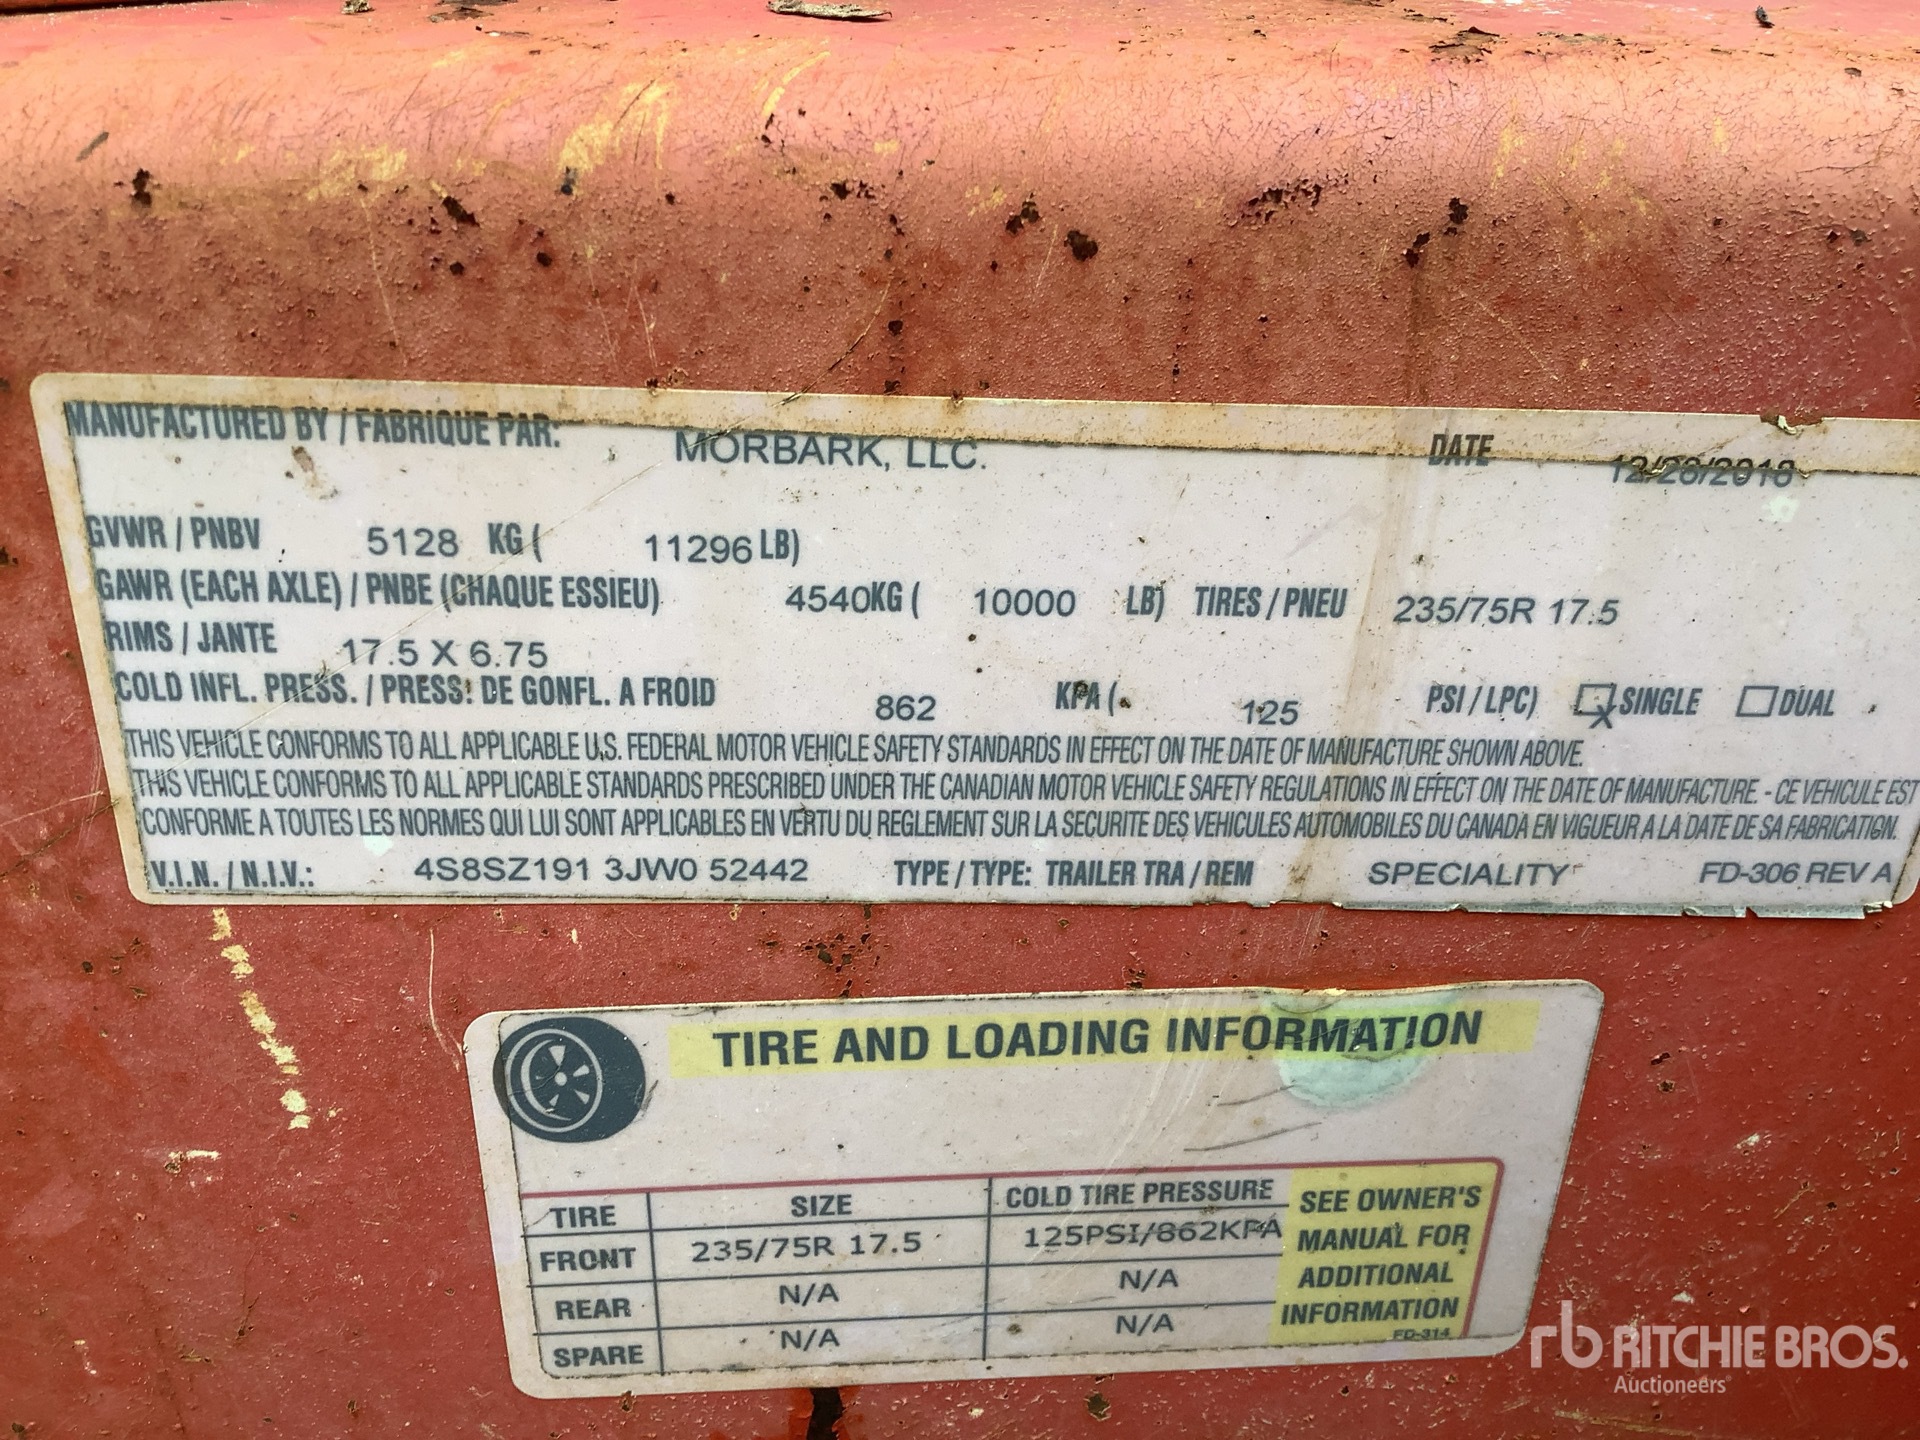 MANUFACTURED BY / FABRIQUE PAR: MORBARK, LLC. DATE 12/28/2018
GVWR / PNBV 5128 KG ( 11296 LB)
GAWR (EACH AXLE) / PNBE (CHAQUE ESSIEU) 4540 KG ( 10000 LB) TIRES / PNEU 235/75R 17.5
RIMS / JANTE 17.5 X 6.75
COLD INFL. PRESS. / PRESS. DE GONFL. A FROID 862 KPA ( 125 PSI / LPC) SINGLE DUAL
THIS VEHICLE CONFORMS TO ALL APPLICABLE U.S. FEDERAL MOTOR VEHICLE SAFETY STANDARDS IN EFFECT ON THE DATE OF MANUFACTURE SHOWN ABOVE.
THIS VEHICLE CONFORMS TO ALL APPLICABLE STANDARDS PRESCRIBED UNDER THE CANADIAN MOTOR VEHICLE SAFETY REGULATIONS IN EFFECT ON THE DATE OF MANUFACTURE. - CE VEHICULE EST
CONFORME A TOUTES LES NORMES QUI LUI SONT APPLICABLES EN VERTU DU REGLEMENT SUR LA SECURITE DES VEHICULES AUTOMOBILES DU CANADA EN VIGUEUR A LA DATE DE SA FABRICATION.
V.I.N. / N.I.V.: 4S8SZ191 3JW0 52442 TYPE / TYPE: TRAILER TRA / REM SPECIALITY FD-306 REV A
TIRE AND LOADING INFORMATION
TIRE SIZE COLD TIRE PRESSURE
FRONT 235/75R 17.5 125PSI/862KPA
REAR N/A N/A
SPARE N/A N/A
SEE OWNER'S
MANUAL FOR
ADDITIONAL
INFORMATION
FD-314
rb RITCHIE BROS.
Auctioneers